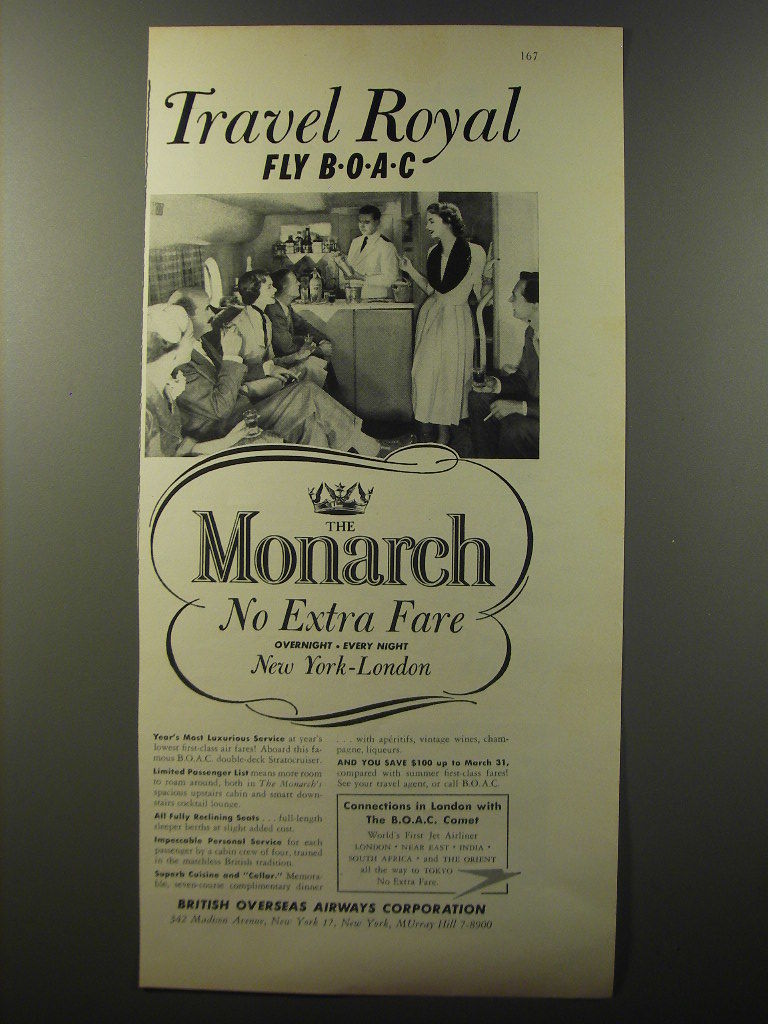 167
Travel Royal
FLY B·O·A·C
THE
Monarch
No Extra Fare
OVERNIGHT • EVERY NIGHT
New York-London
Year's Most Luxurious Service at year's
lowest first-class air fares! Aboard this fa-
mous B.O.A.C. double-deck Stratocruiser.
Limited Passenger List means more room
to roam around, both in The Monarch's
spacious upstairs cabin and smart down-
stairs cocktail lounge.
All Fully Reclining Seats . . . full-length
sleeper berths at slight added cost.
Impeccable Personal Service for each
passenger by a cabin crew of four, trained
in the matchless British tradition.
Superb Cuisine and "Cellar." Memora-
ble, seven-course complimentary dinner
. . . with apéritifs, vintage wines, cham-
pagne, liqueurs.
AND YOU SAVE $100 up to March 31,
compared with summer first-class fares!
See your travel agent, or call B.O.A.C.
Connections in London with
The B.O.A.C. Comet
World's First Jet Airliner
LONDON • NEAR EAST • INDIA •
SOUTH AFRICA • and THE ORIENT
all the way to TOKYO
No Extra Fare.
BRITISH OVERSEAS AIRWAYS CORPORATION
342 Madison Avenue, New York 17, New York, MUrray Hill 7-8900